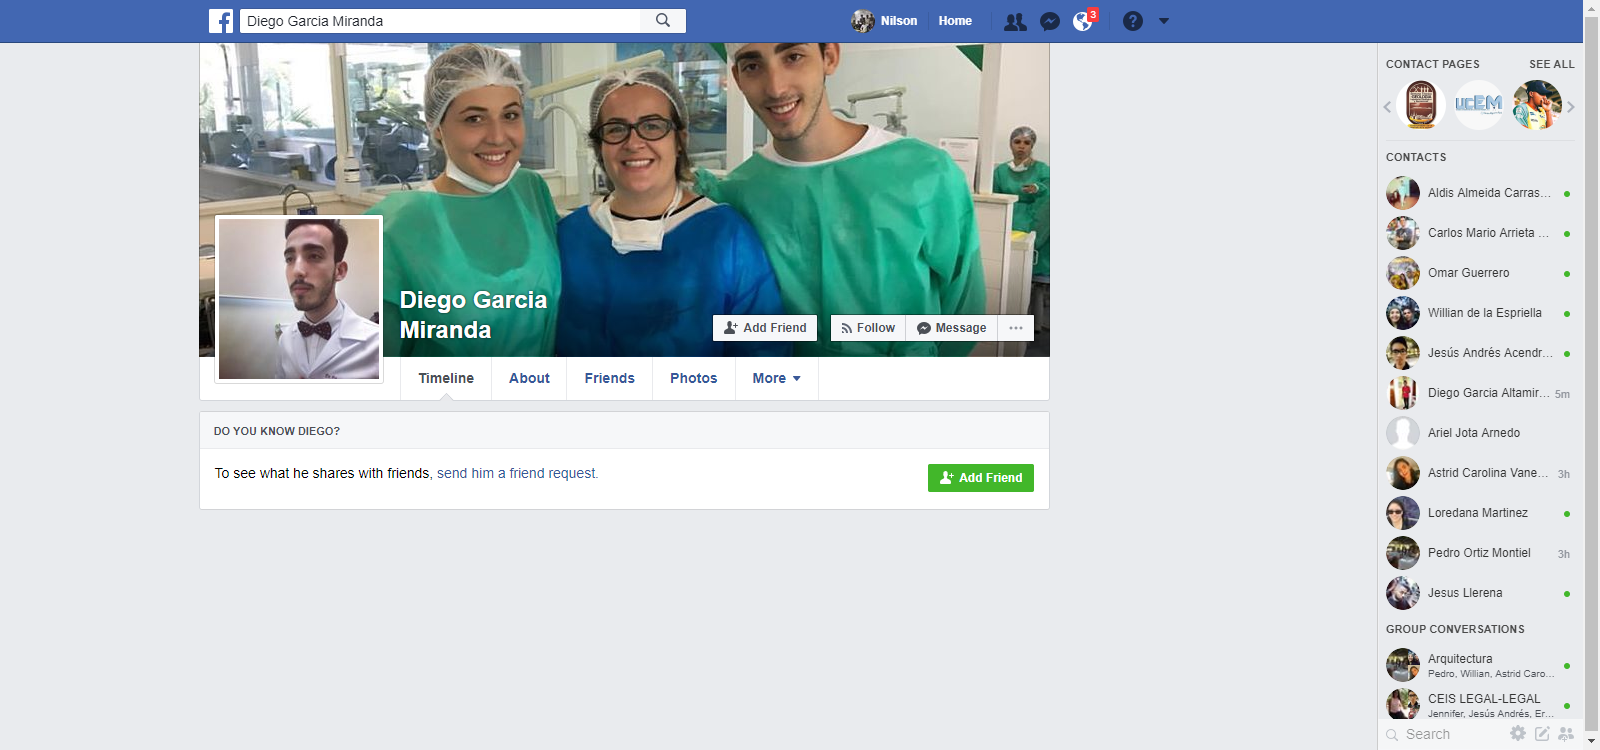 Diego Garcia Miranda
Nilson
Home
3
Diego Garcia
Miranda
Add Friend
Follow
Message
Timeline
About
Friends
Photos
More
DO YOU KNOW DIEGO?
To see what he shares with friends, send him a friend request.
Add Friend
CONTACT PAGES
SEE ALL
UCEM
CONTACTS
Aldis Almeida Carras...
Carlos Mario Arrieta ...
Omar Guerrero
Willian de la Espriella
Jesús Andrés Acendr...
Diego Garcia Altamir... 5m
Ariel Jota Arnedo
Astrid Carolina Vane... 3h
Loredana Martinez
Pedro Ortiz Montiel 3h
Jesus Llerena
GROUP CONVERSATIONS
Arquitectura
Pedro, Willian, Astrid Caro...
CEIS LEGAL-LEGAL
Jennifer, Jesús Andrés, Er...
Search